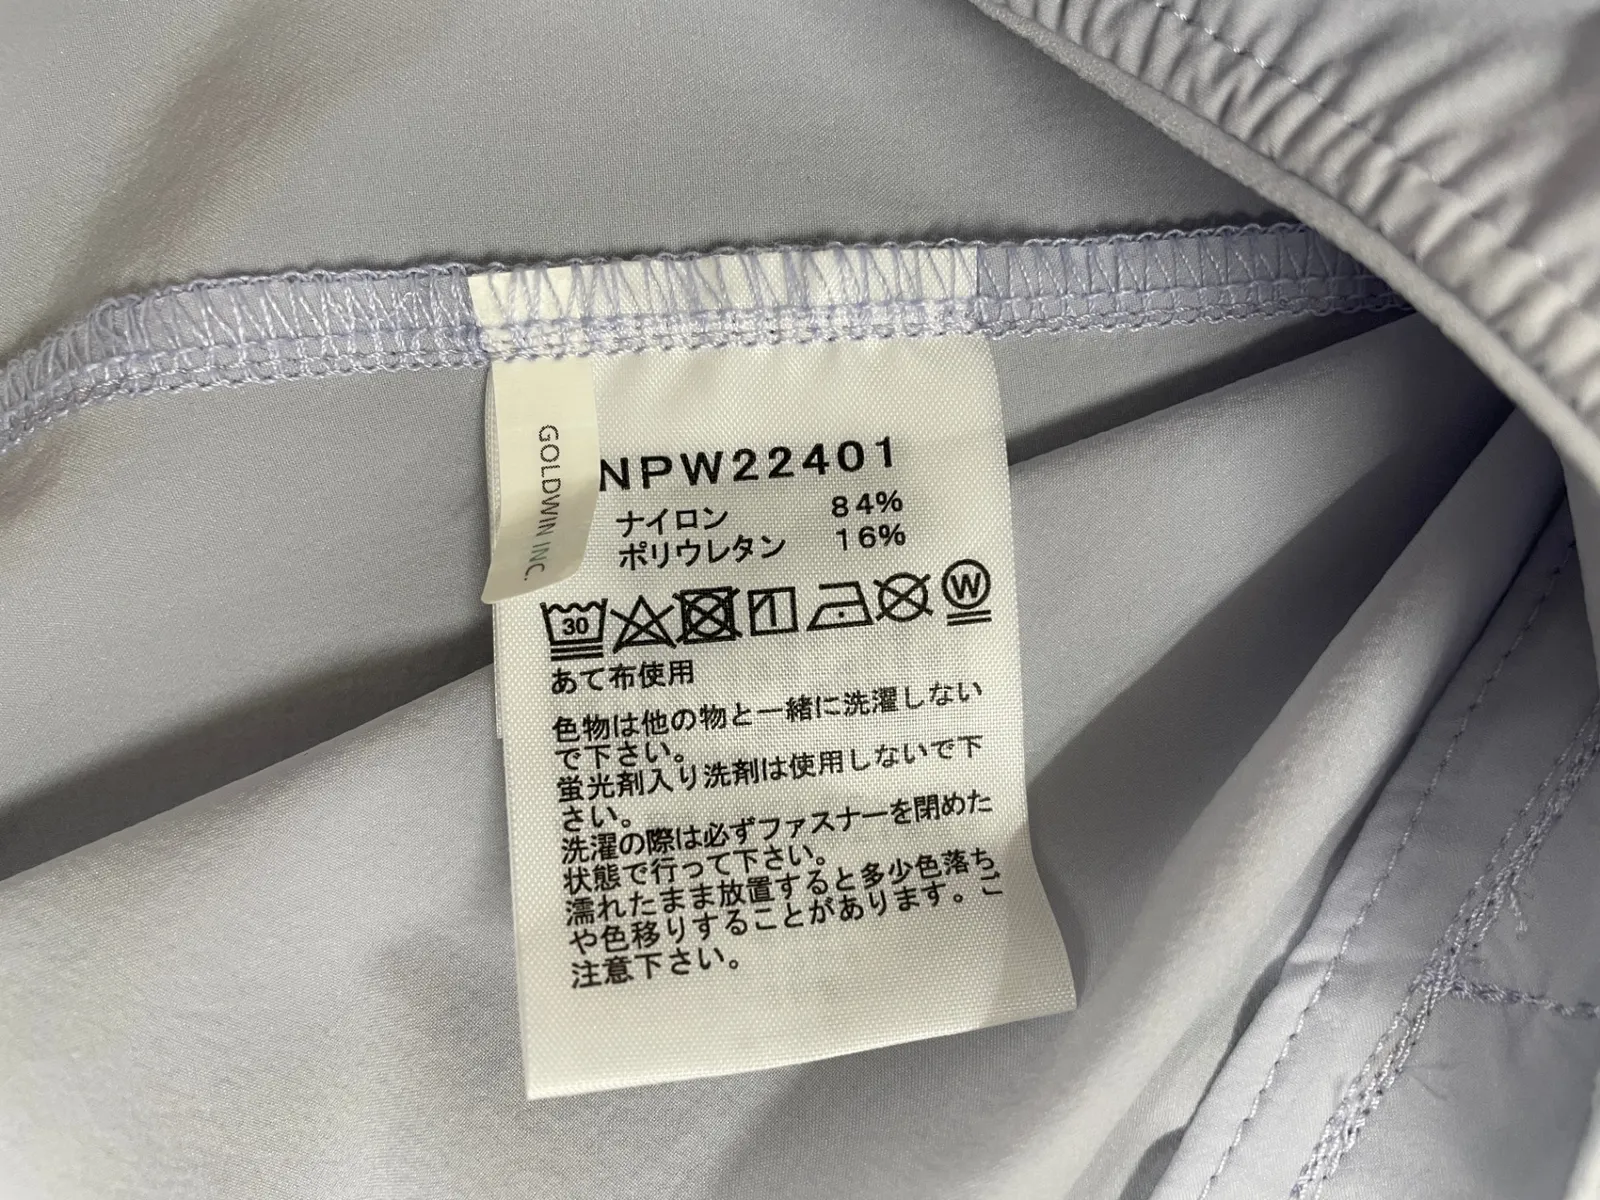 GOLDWIN INC.
NPW22401
ナイロン 84%
ポリウレタン 16%
30
W
あて布使用
色物は他の物と一緒に洗濯しない
で下さい。
蛍光剤入り洗剤は使用しないで下
さい。
洗濯の際は必ずファスナーを閉めた
状態で行って下さい。
濡れたまま放置すると多少色落ち
や色移りすることがあります。ご
注意下さい。